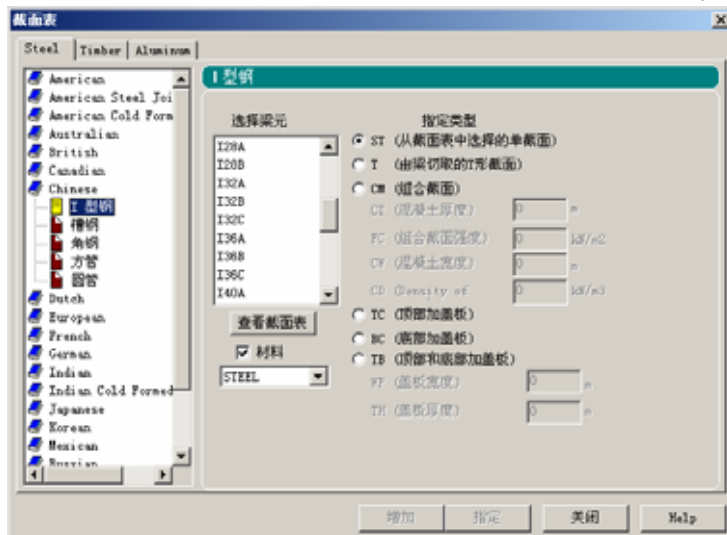 截面表
Steel
Timber
Aluminum
American
American Steel Joi
American Cold Form
Australian
British
Canadian
Chinese
I 型钢
槽钢
角钢
方管
圆管
Dutch
European
French
German
Indian
Indian Cold Formed
Japanese
Korean
Mexican
Russian
I 型钢
选择梁元
I28A
I28B
I32A
I32B
I32C
I36A
I36B
I36C
I40A
查看截面表
材料
STEEL
指定类型
ST (从截面表中选择的单截面)
T (由梁切取的T形截面)
CM (组合截面)
CT (混凝土厚度) 0 m
FC (组合截面强度) 0 kN/m2
CW (混凝土宽度) 0 m
CD (Density of 0 kN/m3
TC (顶部加盖板)
BC (底部加盖板)
TB (顶部和底部加盖板)
WP (盖板宽度) 0 m
TH (盖板厚度) 0 m
增加
指定
关闭
Help